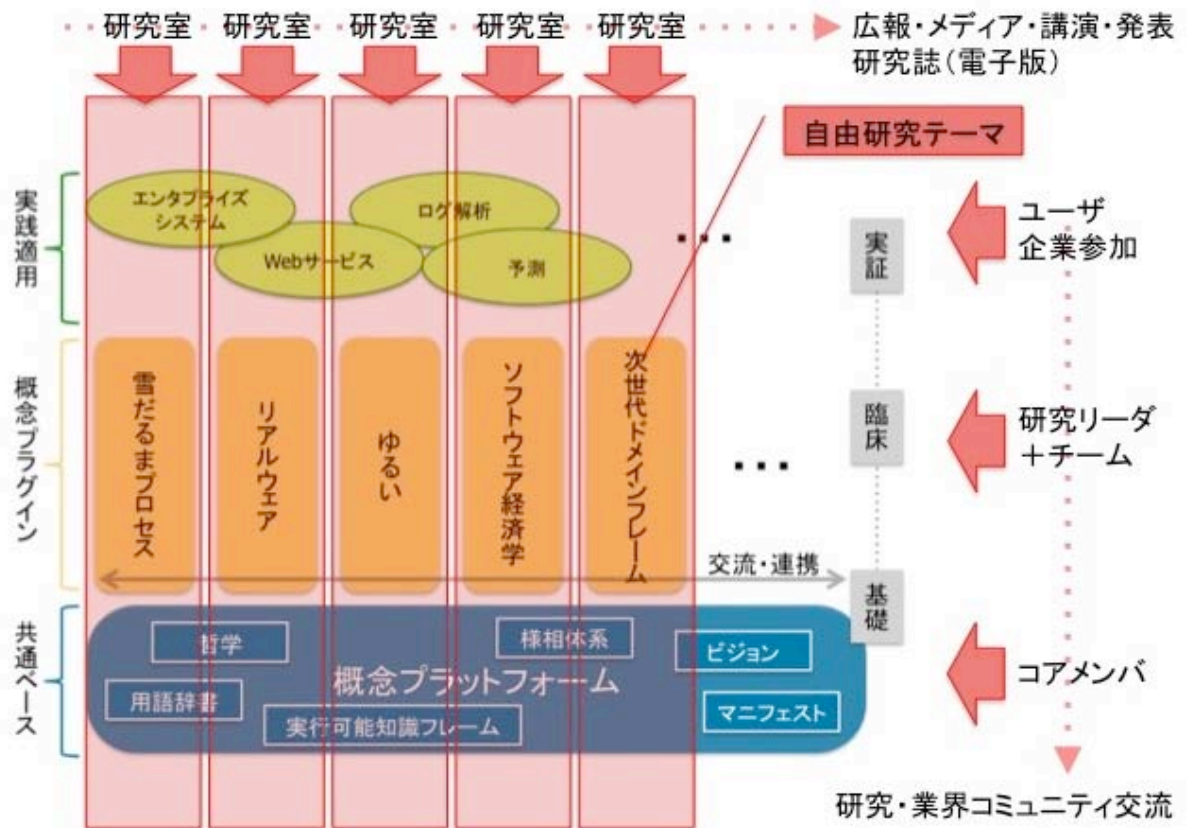 研究室 研究室 研究室 研究室 研究室
広報・メディア・講演・発表
研究誌(電子版)
自由研究テーマ
実践適用
エンタプライズ
システム
ログ解析
Webサービス
予測
...
実証
ユーザ
企業参加
概念プラグイン
雪だるまプロセス
リアルウェア
ゆるい
ソフトウェア経済学
次世代ドメインフレーム
...
臨床
研究リーダ
+チーム
交流・連携
基礎
共通ベース
哲学
様相体系
ビジョン
概念プラットフォーム
用語辞書
実行可能知識フレーム
マニフェスト
コアメンバ
研究・業界コミュニティ交流